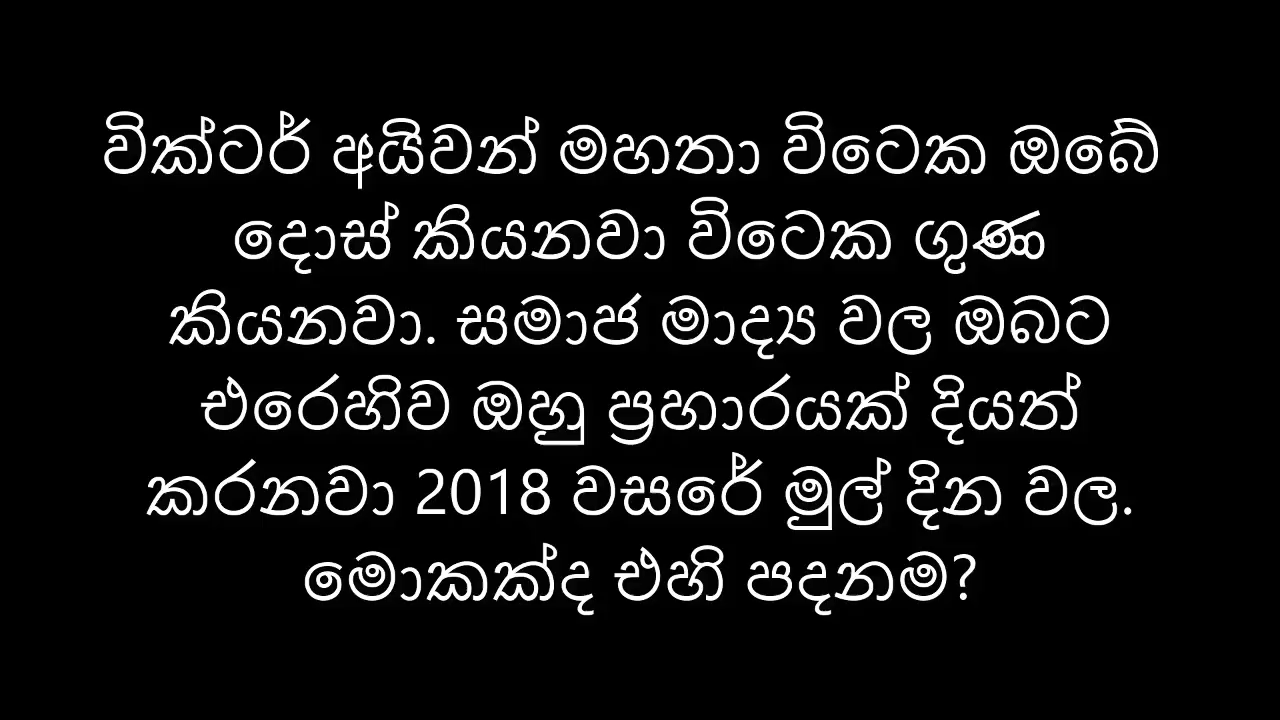 වික්ටර් අයිවන් මහතා විටෙක ඔබේ
දොස් කියනවා විටෙක ගුණ
කියනවා. සමාජ මාද්‍ය වල ඔබට
එරෙහිව ඔහු ප්‍රහාරයක් දියත්
කරනවා 2018 වසරේ මුල් දින වල.
මොකක්ද එහි පදනම?